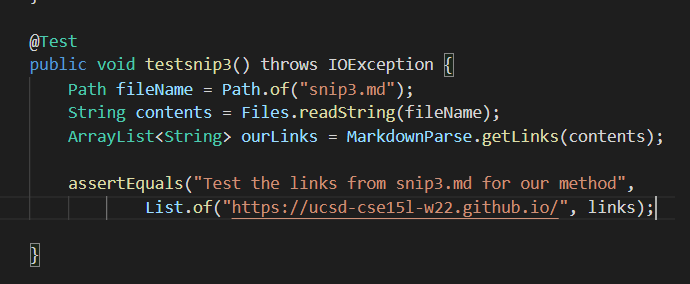 @Test
public void testsnip3() throws IOException {
Path fileName = Path.of("snip3.md");
String contents = Files.readString(fileName);
ArrayList<String> ourLinks = MarkdownParse.getLinks(contents);
assertEquals("Test the links from snip3.md for our method",
List.of("https://ucsd-cse15l-w22.github.io/", links);
}